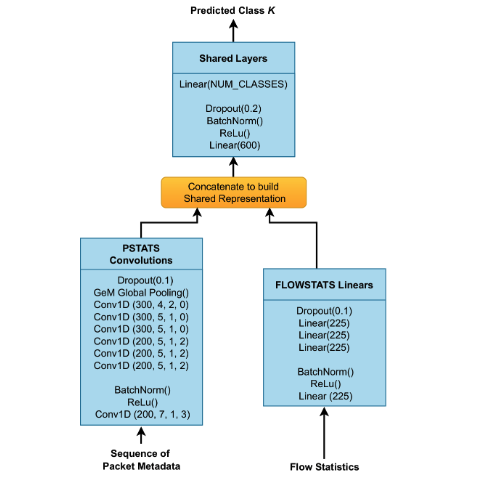 Predicted Class K
Shared Layers
Linear(NUM_CLASSES)
Dropout(0.2)
BatchNorm()
ReLu()
Linear(600)
Concatenate to build
Shared Representation
PSTATS
Convolutions
Dropout(0.1)
GeM Global Pooling()
Conv1D (300, 4, 2, 0)
Conv1D (300, 5, 1, 0)
Conv1D (300, 5, 1, 0)
Conv1D (200, 5, 1, 2)
Conv1D (200, 5, 1, 2)
Conv1D (200, 5, 1, 2)
BatchNorm()
ReLu()
Conv1D (200, 7, 1, 3)
Sequence of
Packet Metadata
FLOWSTATS Linears
Dropout(0.1)
Linear(225)
Linear(225)
Linear(225)
BatchNorm()
ReLu()
Linear (225)
Flow Statistics